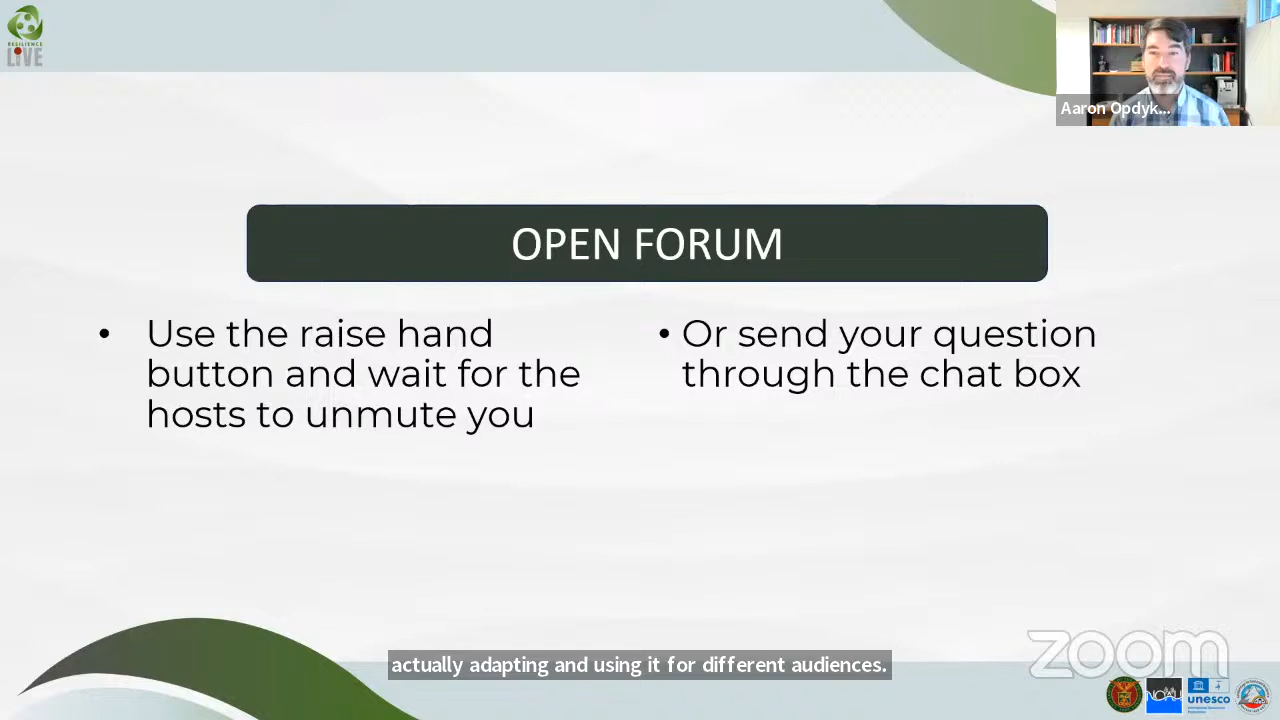 RESILIENCE
LIVE
Aaron Opdyk...
OPEN FORUM
• Use the raise hand
button and wait for the
hosts to unmute you
• Or send your question
through the chat box
actually adapting and using it for different audiences.
zoom
NOAH
unesco